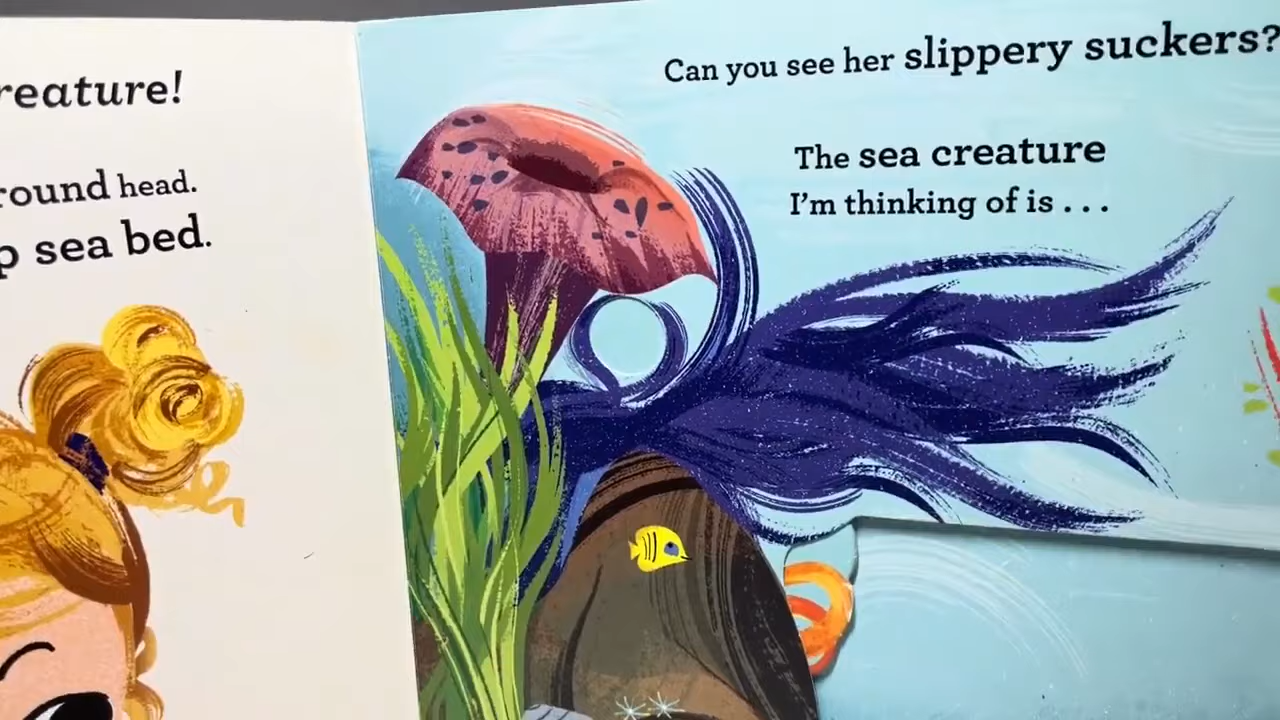 reature!
round head.
p sea bed.
Can you see her slippery suckers?
The sea creature
I'm thinking of is . . .